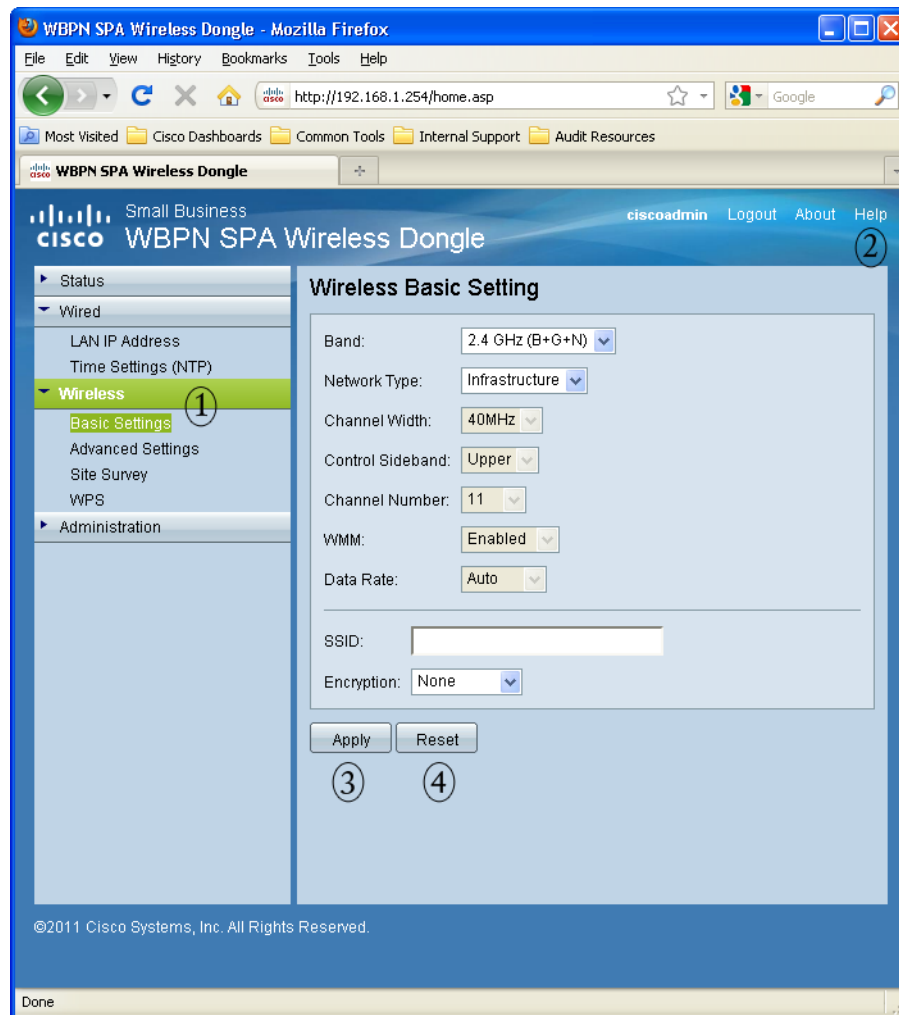 WBPN SPA Wireless Dongle - Mozilla Firefox
File Edit View History Bookmarks Tools Help
http://192.168.1.254/home.asp Google
Most Visited Cisco Dashboards Common Tools Internal Support Audit Resources
WBPN SPA Wireless Dongle
Small Business
CISCO WBPN SPA Wireless Dongle
ciscoadmin Logout About Help
②
Status
Wired
LAN IP Address
Time Settings (NTP)
Wireless
①
Basic Settings
Advanced Settings
Site Survey
WPS
Administration
Wireless Basic Setting
Band: 2.4 GHz (B+G+N)
Network Type: Infrastructure
Channel Width: 40MHz
Control Sideband: Upper
Channel Number: 11
WMM: Enabled
Data Rate: Auto
SSID:
Encryption: None
Apply Reset
③ ④
©2011 Cisco Systems, Inc. All Rights Reserved.
Done